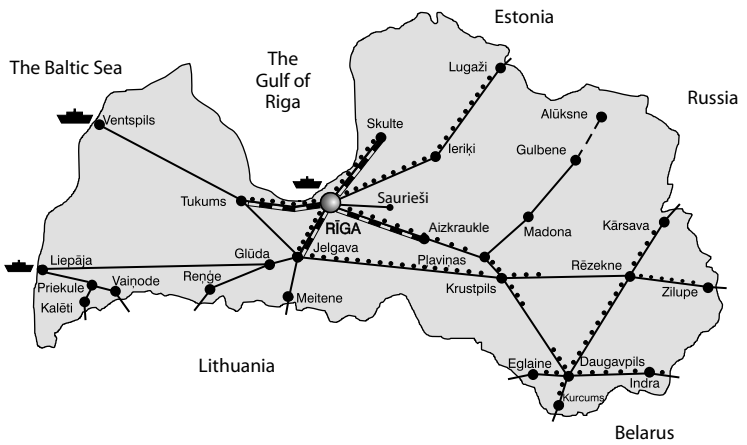 Estonia
The Baltic Sea
The
Gulf of
Riga
Lugaži
Russia
Ventspils
Skulte
Alūksne
Ieriķi
Gulbene
Tukums
Saurieši
RĪGA
Aizkraukle
Madona
Kārsava
Liepāja
Glūda
Jelgava
Pļaviņas
Rēzekne
Priekule
Vaiņode
Reņģe
Krustpils
Zilupe
Kalēti
Meitene
Lithuania
Eglaine
Daugavpils
Indra
Kurcums
Belarus